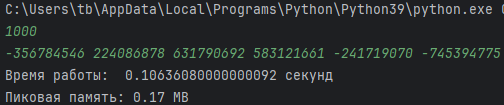 C:\Users\tb\AppData\Local\Programs\Python\Python39\python.exe
1000
-356784546 224086878 631790692 583121661 -241719070 -745394775
Время работы:  0.10636080000000092 секунд
Пиковая память: 0.17 MB